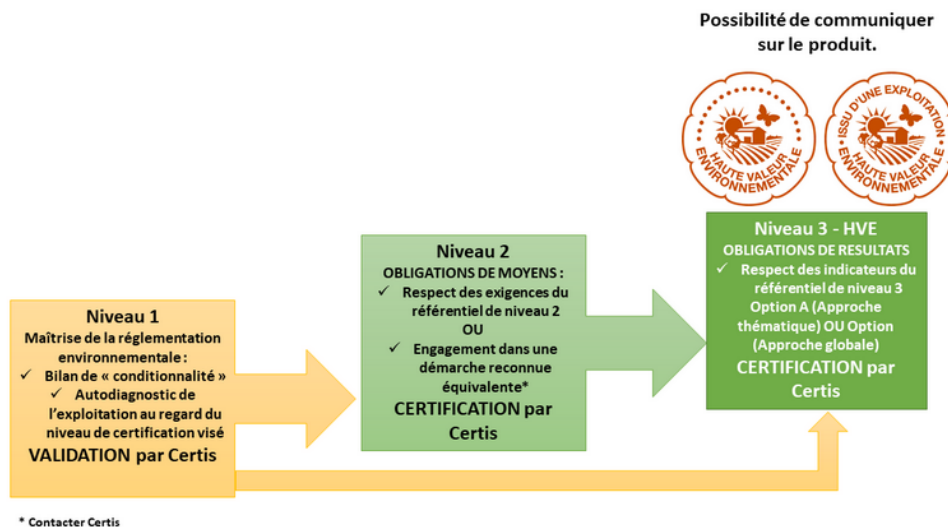 Possibilité de communiquer
sur le produit.
HAUTE VALEUR
ENVIRONNEMENTALE
ISSU D'UNE EXPLOITATION
HAUTE VALEUR
ENVIRONNEMENTALE
Niveau 1
Maîtrise de la réglementation
environnementale :
✓ Bilan de « conditionnalité »
✓ Autodiagnostic de
l'exploitation au regard du
niveau de certification visé
VALIDATION par Certis
Niveau 2
OBLIGATIONS DE MOYENS :
✓ Respect des exigences du
référentiel de niveau 2
OU
✓ Engagement dans une
démarche reconnue
équivalente*
CERTIFICATION par
Certis
Niveau 3 - HVE
OBLIGATIONS DE RESULTATS
✓ Respect des indicateurs du
référentiel de niveau 3
Option A (Approche
thématique) OU Option
(Approche globale)
CERTIFICATION par
Certis
* Contacter Certis